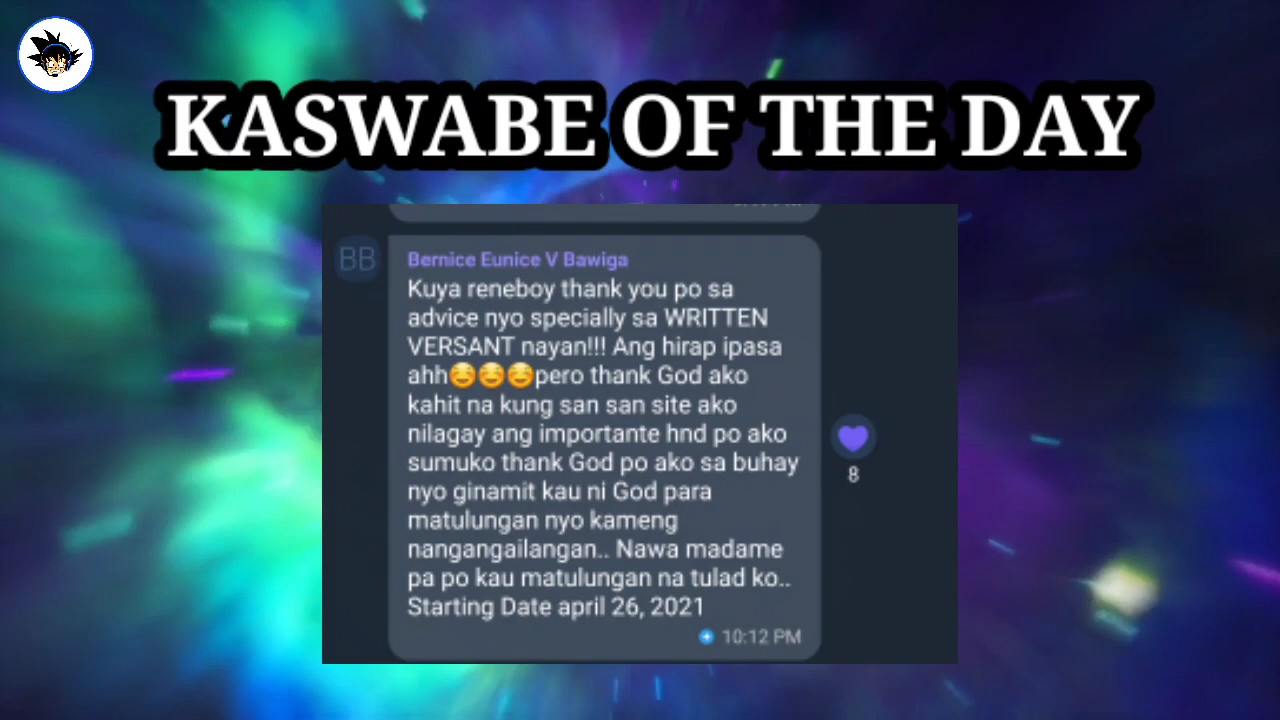 KASWABE OF THE DAY
BB
Bernice Eunice V Bawiga
Kuya reneboy thank you po sa
advice nyo specially sa WRITTEN
VERSANT nayan!!! Ang hirap ipasa
ahh😊😊😊pero thank God ako
kahit na kung san san site ako
nilagay ang importante hnd po ako
sumuko thank God po ako sa buhay
nyo ginamit kau ni God para
matulungan nyo kameng
nangangailangan.. Nawa madame
pa po kau matulungan na tulad ko..
Starting Date april 26, 2021
10:12 PM
8